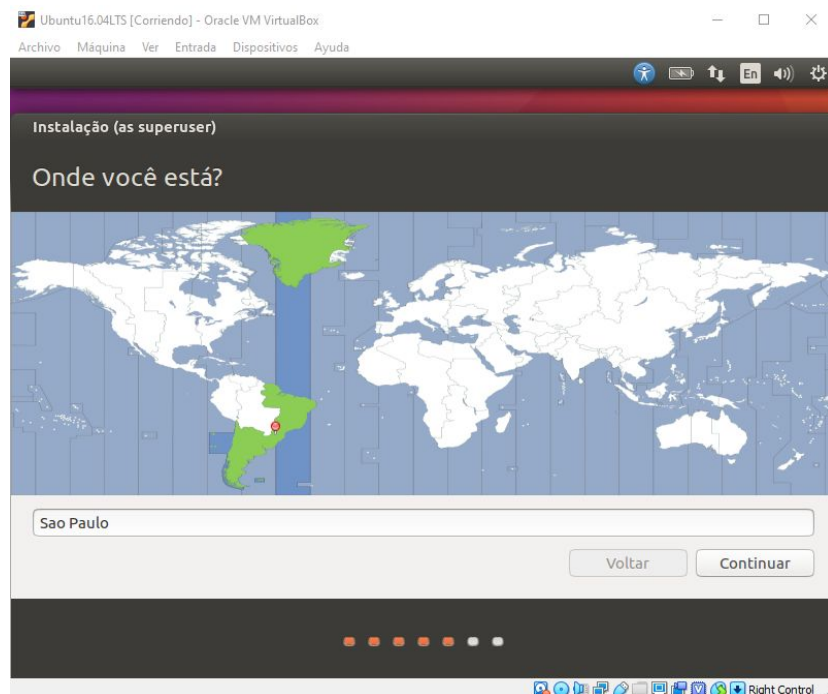 Ubuntu16.04LTS [Corriendo] - Oracle VM VirtualBox
Archivo Máquina Ver Entrada Dispositivos Ayuda
En
Instalação (as superuser)
Onde você está?
Sao Paulo
Voltar Continuar
Right Control